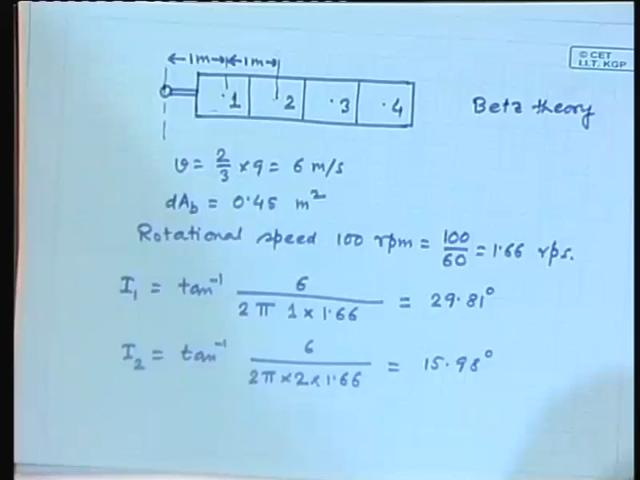 © CET
I.I.T. KGP
1m 1m
1 2 3 4
Betz theory
υ = 2/3 × 9 = 6 m/s
dA_b = 0.45 m²
Rotational speed 100 rpm = 100/60 = 1.66 rps.
I₁ = tan⁻¹ 6/(2π 1 × 1.66) = 29.81°
I₂ = tan⁻¹ 6/(2π × 2 × 1.66) = 15.98°